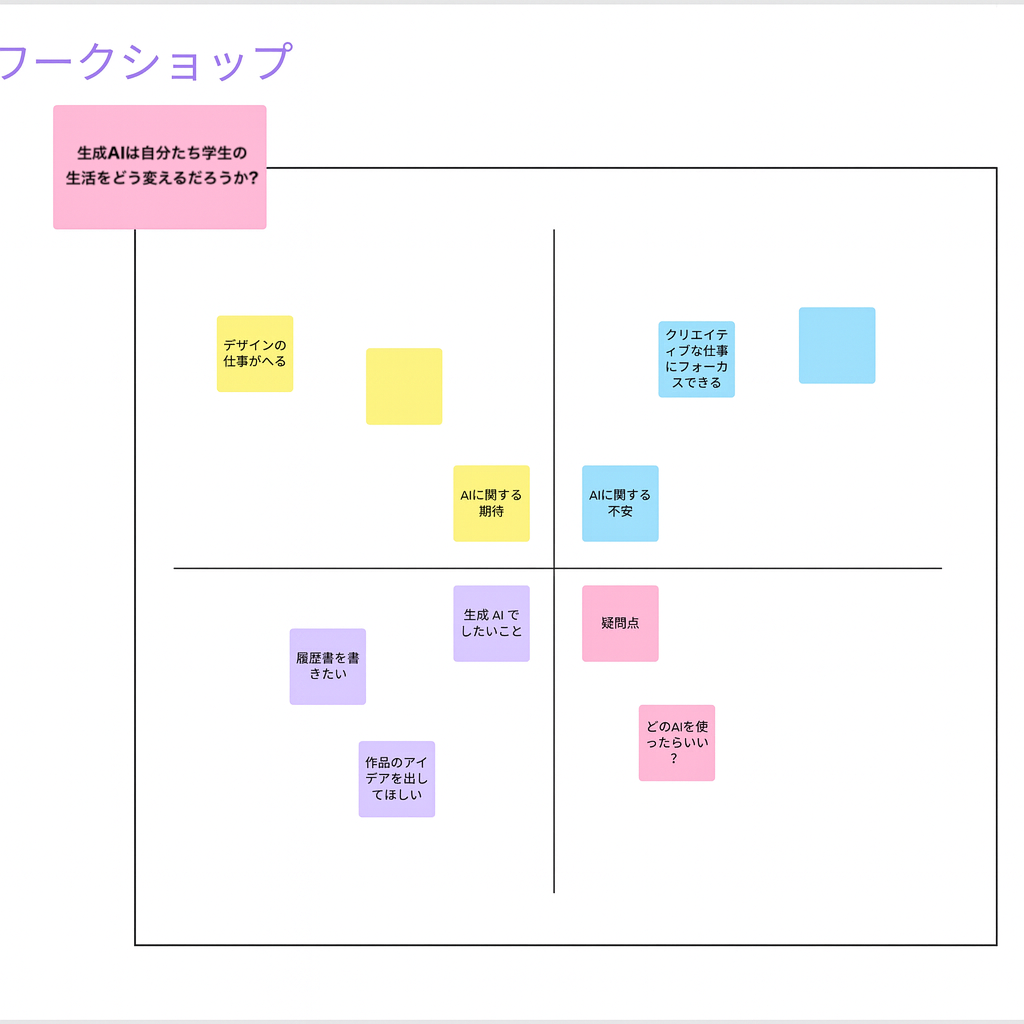 ワークショップ
生成AIは自分たち学生の
生活をどう変えるだろうか?
デザインの
仕事がへる
クリエイテ
ィブな仕事
にフォーカ
スできる
AIに関する
期待
AIに関する
不安
生成 AI で
したいこと
疑問点
履歴書を書
きたい
どのAIを使
ったらいい
?
作品のアイ
デアを出し
てほしい